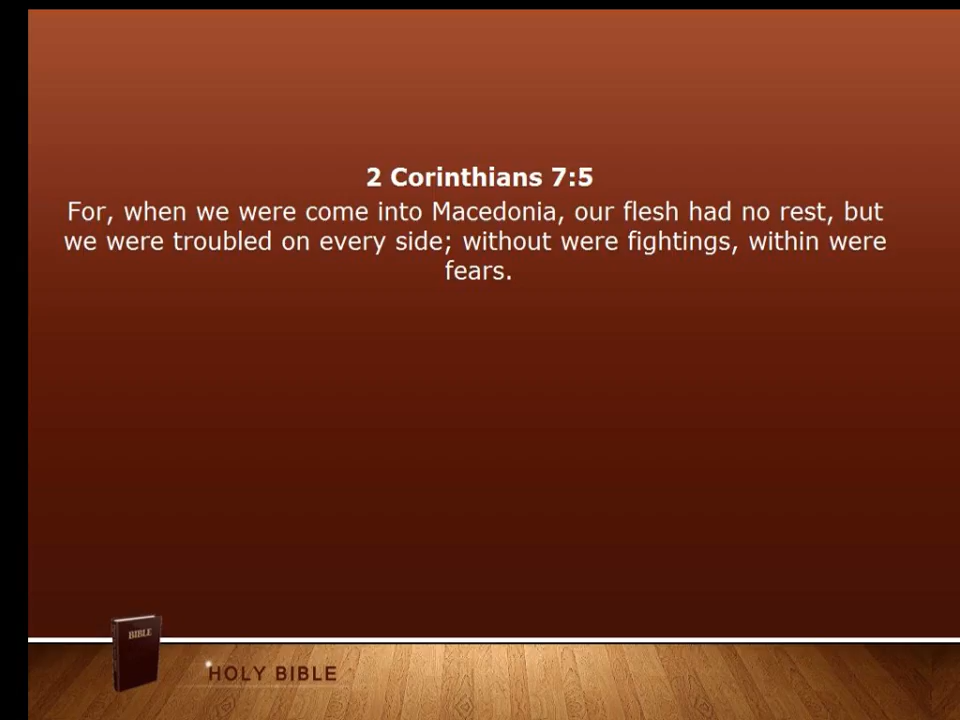 2 Corinthians 7:5
For, when we were come into Macedonia, our flesh had no rest, but
we were troubled on every side; without were fightings, within were
fears.
BIBLE
HOLY BIBLE